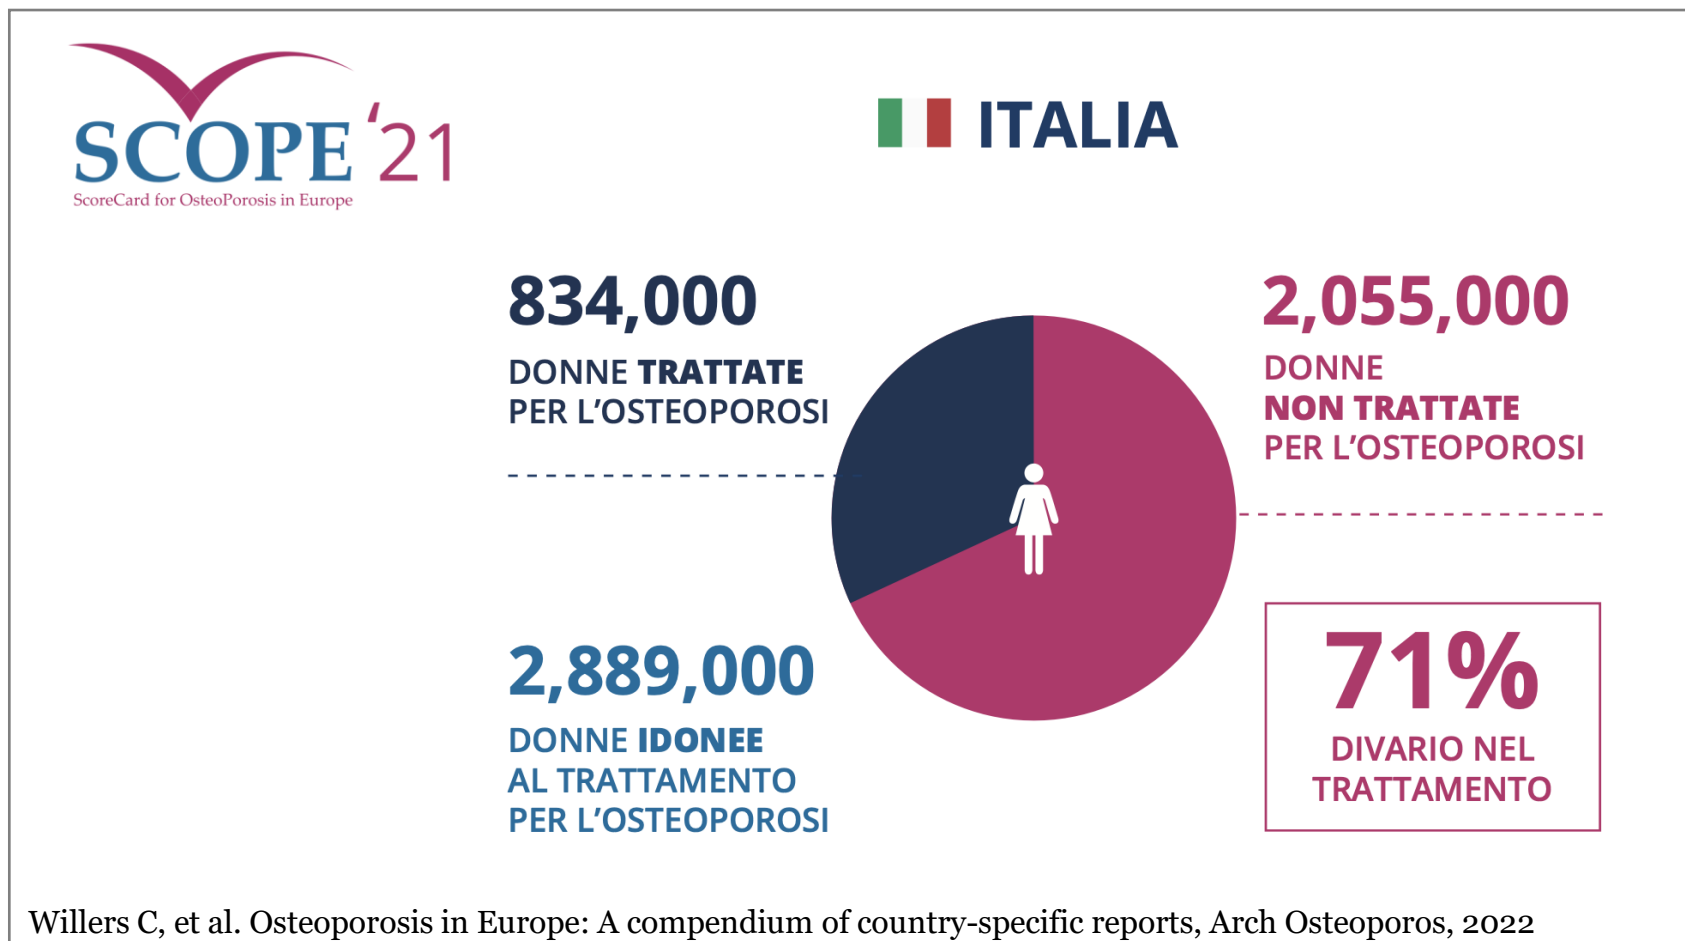 SCOPE '21
ScoreCard for OsteoPorosis in Europe
ITALIA
834,000
DONNE TRATTATE
PER L'OSTEOPOROSI
2,055,000
DONNE
NON TRATTATE
PER L'OSTEOPOROSI
2,889,000
DONNE IDONEE
AL TRATTAMENTO
PER L'OSTEOPOROSI
71%
DIVARIO NEL
TRATTAMENTO
Willers C, et al. Osteoporosis in Europe: A compendium of country-specific reports, Arch Osteoporos, 2022